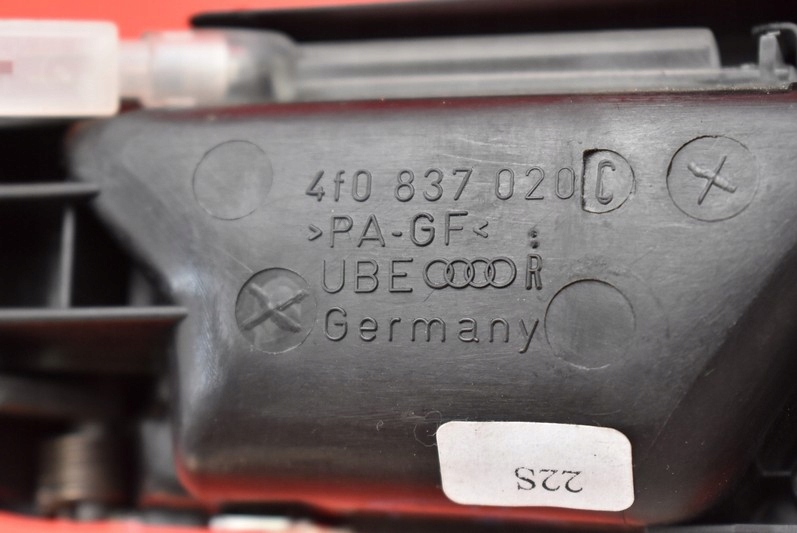 4f0 837 020 C
>PA-GF<
UBE R
Germany
22S